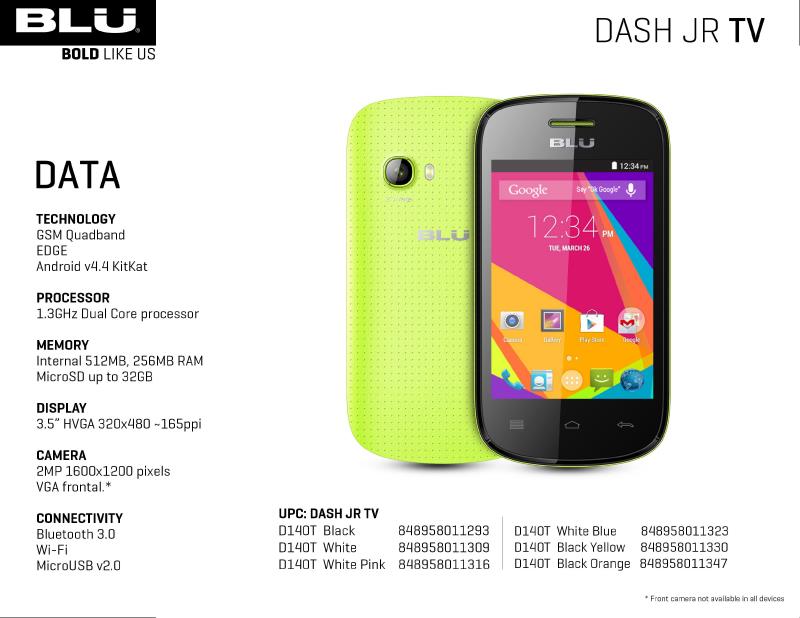 BLU
BOLD LIKE US
DASH JR TV
DATA
TECHNOLOGY
GSM Quadband
EDGE
Android v4.4 KitKat
PROCESSOR
1.3GHz Dual Core processor
MEMORY
Internal 512MB, 256MB RAM
MicroSD up to 32GB
DISPLAY
3.5" HVGA 320x480 ~165ppi
CAMERA
2MP 1600x1200 pixels
VGA frontal.*
CONNECTIVITY
Bluetooth 3.0
Wi-Fi
MicroUSB v2.0
BLU
BLU
12:34 PM
Google Say "Ok Google"
12:34 PM
TUE, MARCH 26
Camera Gallery Play Store Google
UPC: DASH JR TV
D140T Black 848958011293
D140T White 848958011309
D140T White Pink 848958011316
D140T White Blue 848958011323
D140T Black Yellow 848958011330
D140T Black Orange 848958011347
* Front camera not available in all devices